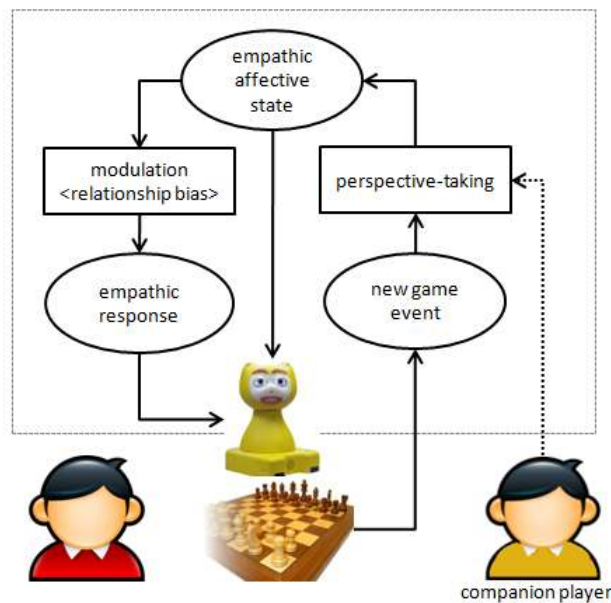 empathic
affective
state
modulation
<relationship bias>
perspective-taking
empathic
response
new game
event
companion player